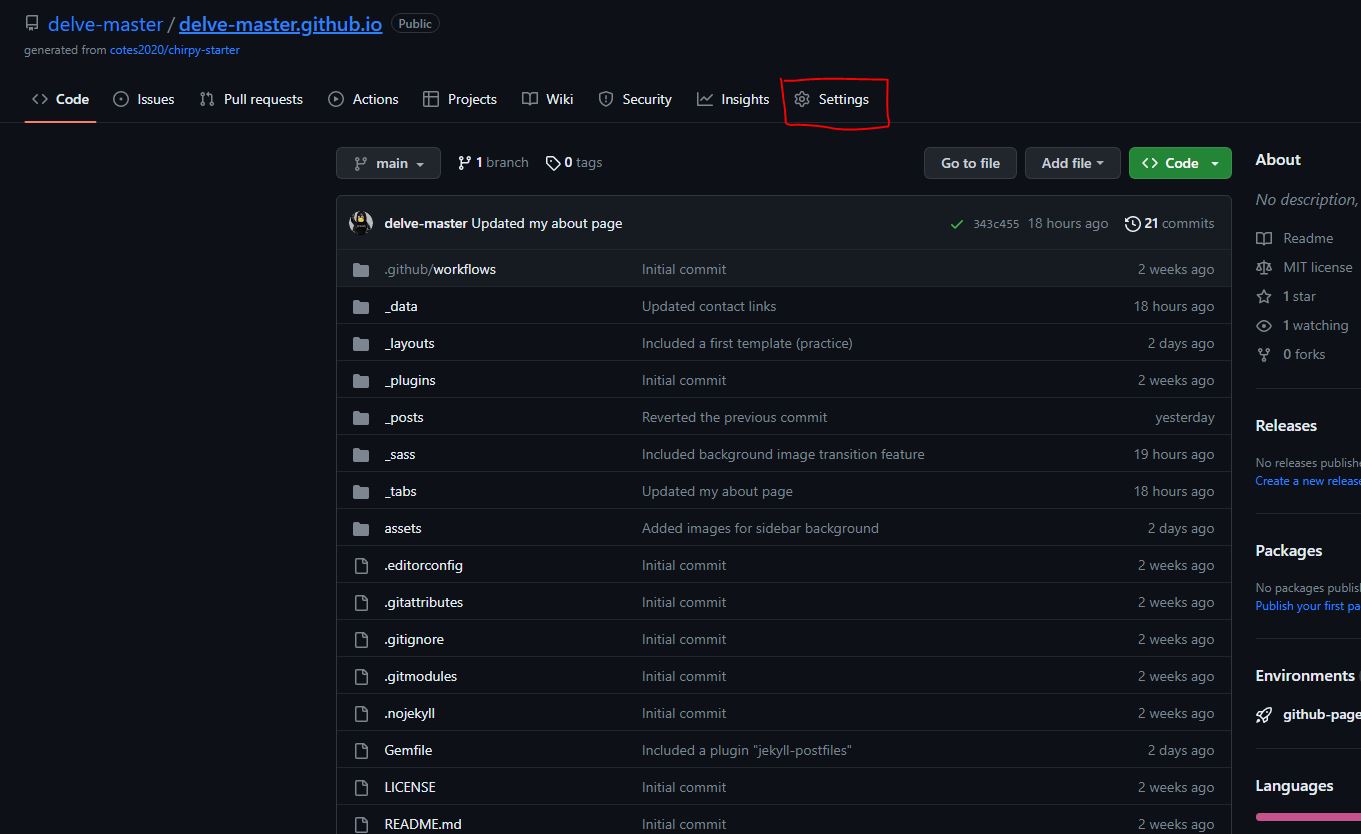 delve-master / delve-master.github.io Public
generated from cotes2020/chirpy-starter
Code Issues Pull requests Actions Projects Wiki Security Insights Settings
main 1 branch 0 tags Go to file Add file Code
delve-master Updated my about page 343c455 18 hours ago 21 commits
.github/workflows Initial commit 2 weeks ago
_data Updated contact links 18 hours ago
_layouts Included a first template (practice) 2 days ago
_plugins Initial commit 2 weeks ago
_posts Reverted the previous commit yesterday
_sass Included background image transition feature 19 hours ago
_tabs Updated my about page 18 hours ago
assets Added images for sidebar background 2 days ago
.editorconfig Initial commit 2 weeks ago
.gitattributes Initial commit 2 weeks ago
.gitignore Initial commit 2 weeks ago
.gitmodules Initial commit 2 weeks ago
.nojekyll Initial commit 2 weeks ago
Gemfile Included a plugin "jekyll-postfiles" 2 days ago
LICENSE Initial commit 2 weeks ago
README.md Initial commit 2 weeks ago
About
No description,
Readme
MIT license
1 star
1 watching
0 forks
Releases
No releases publishe
Create a new release
Packages
No packages publis
Publish your first pa
Environments
github-page
Languages